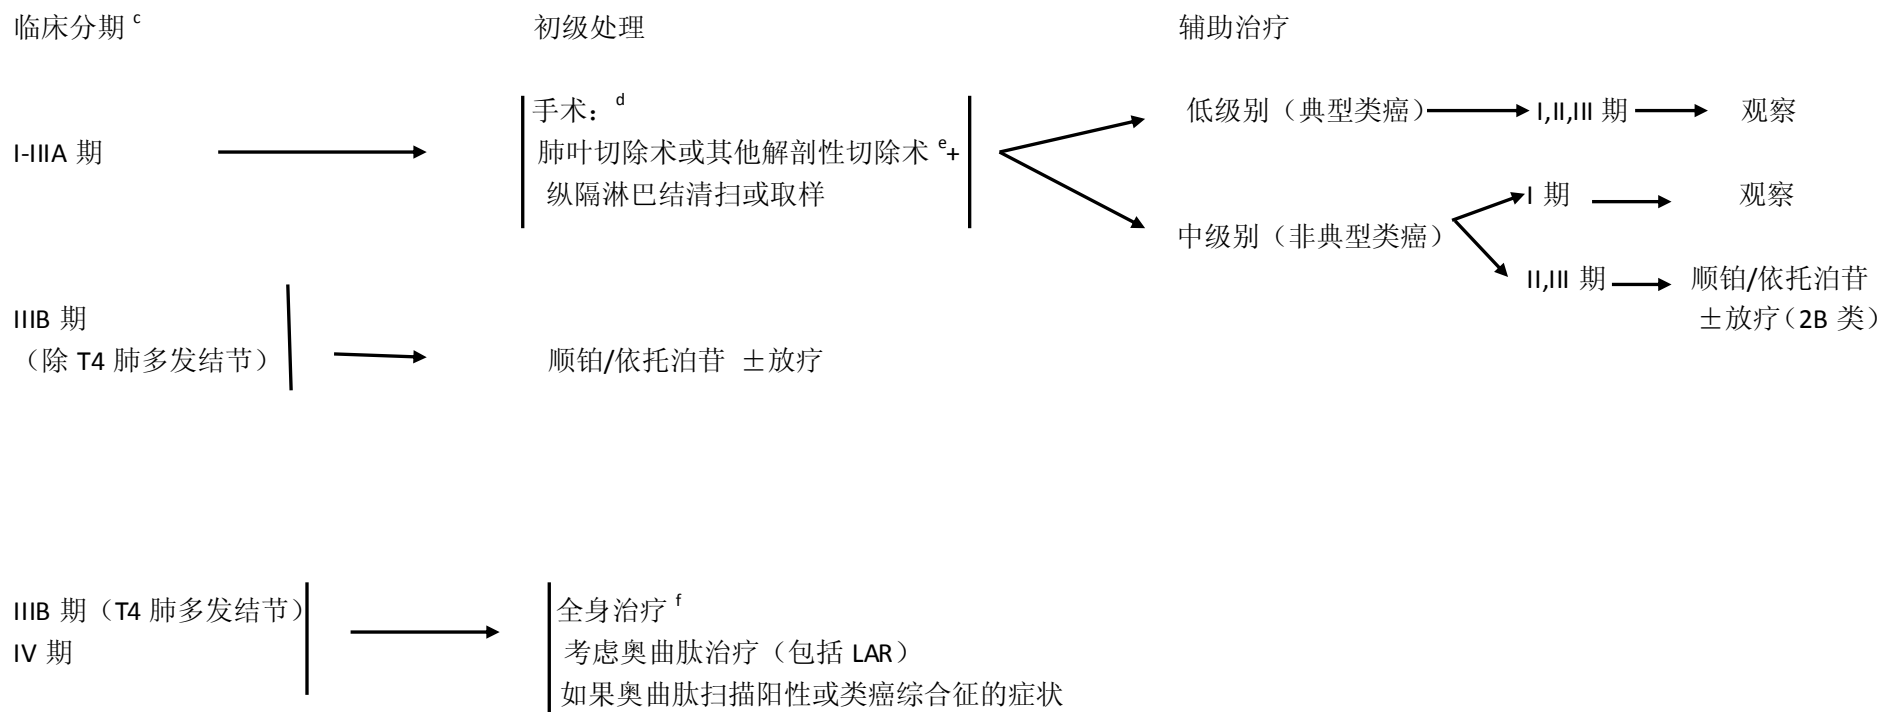 临床分期 c
初级处理
辅助治疗
I-IIIA 期
手术： d
肺叶切除术或其他解剖性切除术 e+
纵隔淋巴结清扫或取样
低级别（典型类癌）
I,II,III 期
观察
中级别（非典型类癌）
I 期
观察
II,III 期
顺铂/依托泊苷
±放疗（2B 类）
IIIB 期
（除 T4 肺多发结节）
顺铂/依托泊苷 ±放疗
IIIB 期（T4 肺多发结节）
IV 期
全身治疗 f
考虑奥曲肽治疗（包括 LAR）
如果奥曲肽扫描阳性或类癌综合征的症状